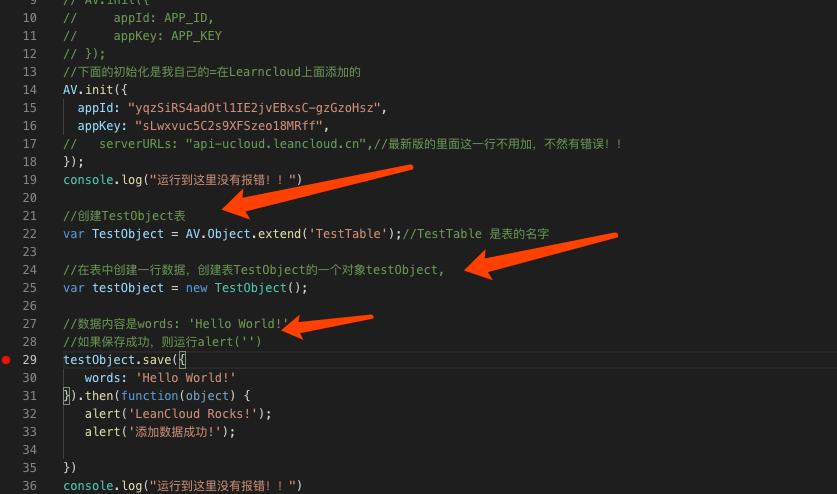 9 // AV.init({
10 //     appId: APP_ID,
11 //     appKey: APP_KEY
12 // });
13 //下面的初始化是我自己的=在Learncloud上面添加的
14 AV.init({
15   appId: "yqzSiRS4adOtl1IE2jvEBxsC-gzGzoHsz",
16   appKey: "sLwxvuc5C2s9XFSzeo18MRff",
17 //   serverURLs: "api-ucloud.leancloud.cn",//最新版的里面这一行不用加，不然有错误！！
18 });
19 console.log("运行到这里没有报错！！")
20
21 //创建TestObject表
22 var TestObject = AV.Object.extend('TestTable');//TestTable 是表的名字
23
24 //在表中创建一行数据，创建表TestObject的一个对象testObject,
25 var testObject = new TestObject();
26
27 //数据内容是words: 'Hello World!'
28 //如果保存成功，则运行alert('')
29 testObject.save({
30    words: 'Hello World!'
31 }).then(function(object) {
32    alert('LeanCloud Rocks!');
33    alert('添加数据成功!');
34
35 })
36 console.log("运行到这里没有报错！！")